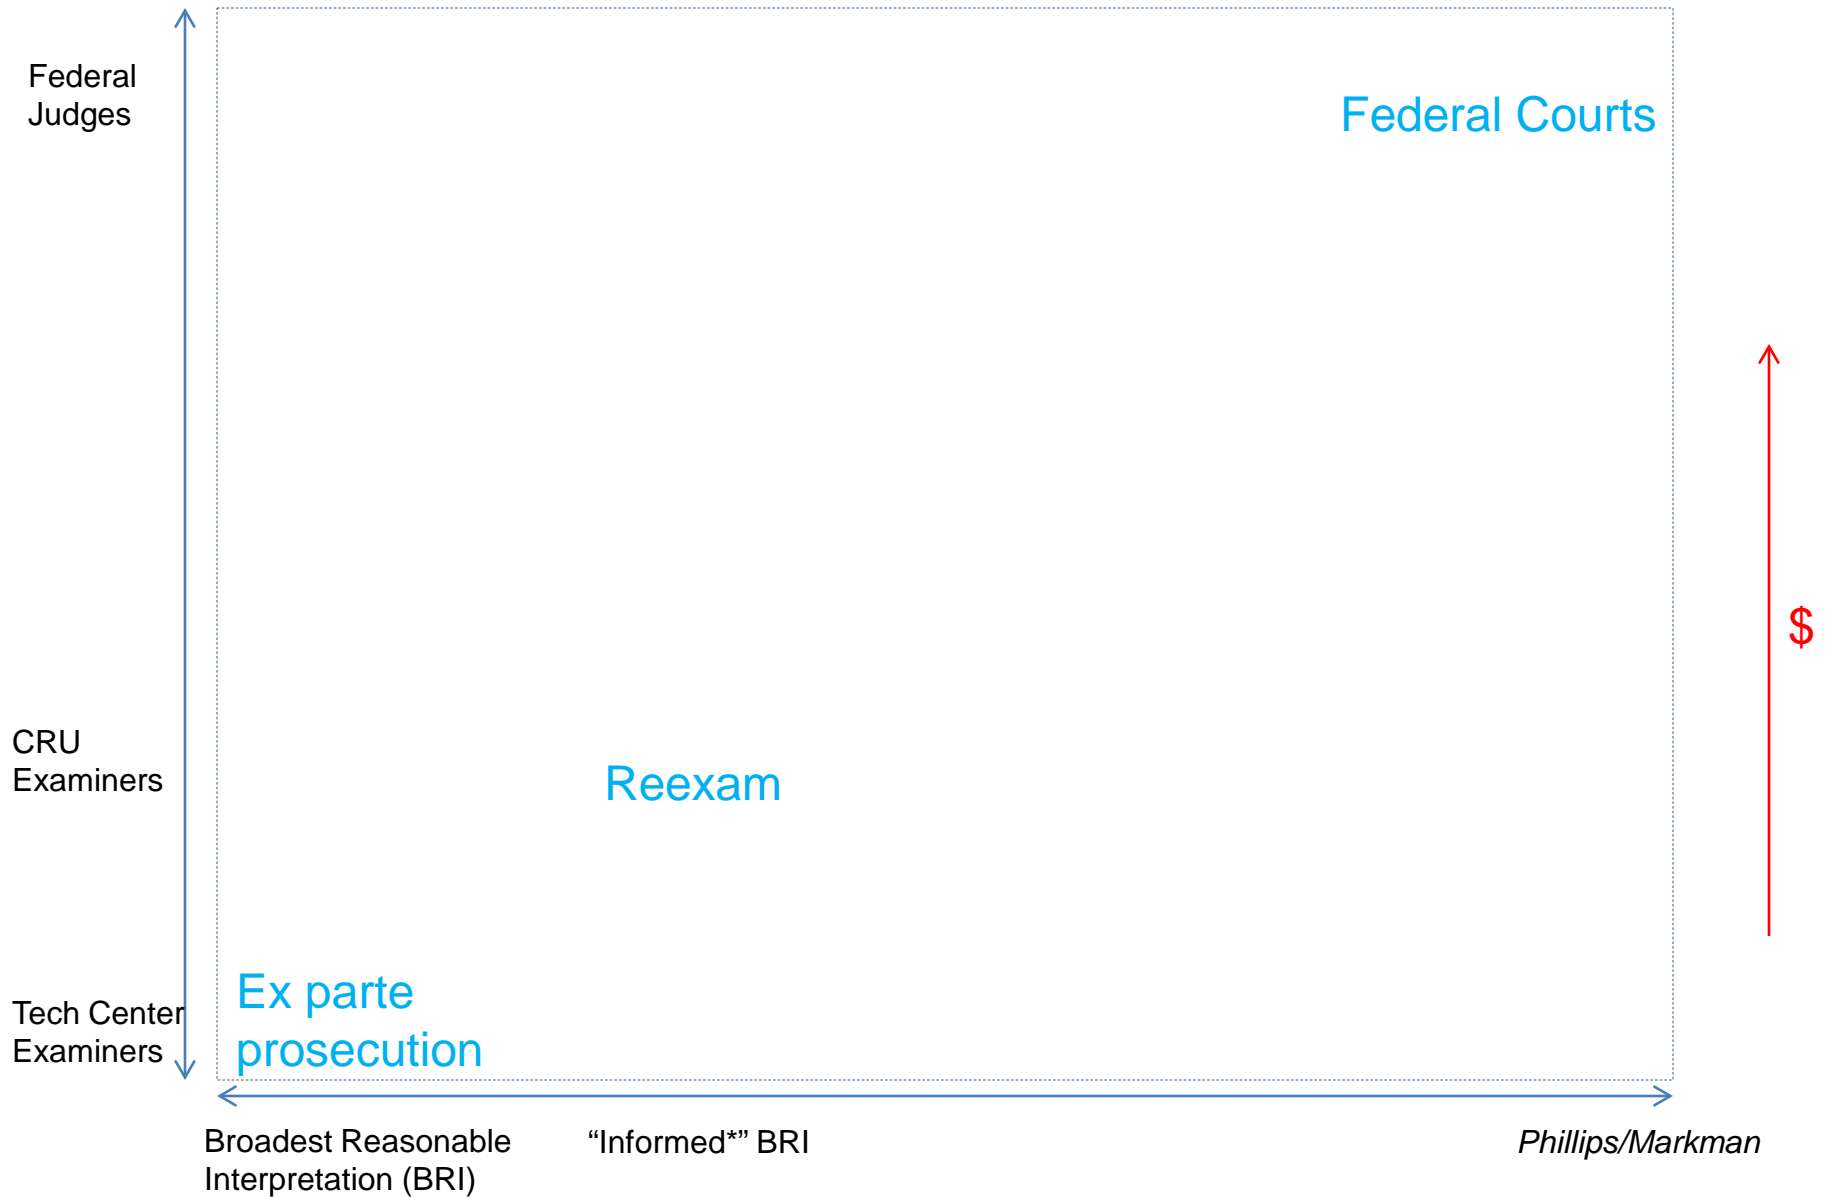 Federal
Judges
Federal Courts
$
CRU
Examiners
Reexam
Ex parte
prosecution
Tech Center
Examiners
Broadest Reasonable
Interpretation (BRI)
“Informed*” BRI
Phillips/Markman